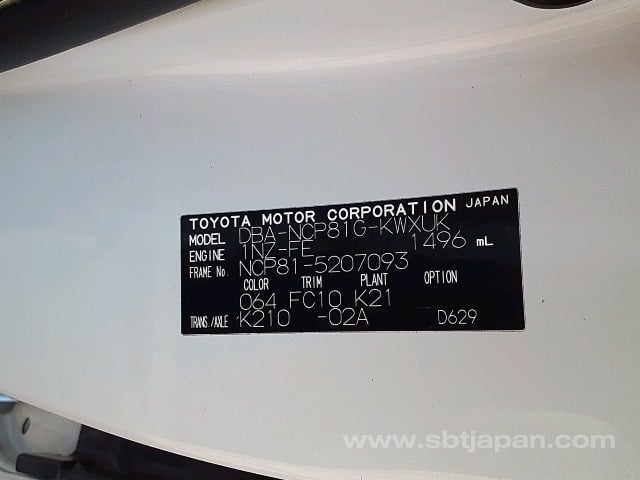 TOYOTA MOTOR CORPORATION JAPAN
MODEL DBA-NCP81G-KWXUK
ENGINE 1NZ-FE 1496 mL
FRAME No. NCP81-5207093
COLOR TRIM PLANT OPTION
064 FC10 K21
TRANS./AXLE K210 -02A D629
www.sbtjapan.com